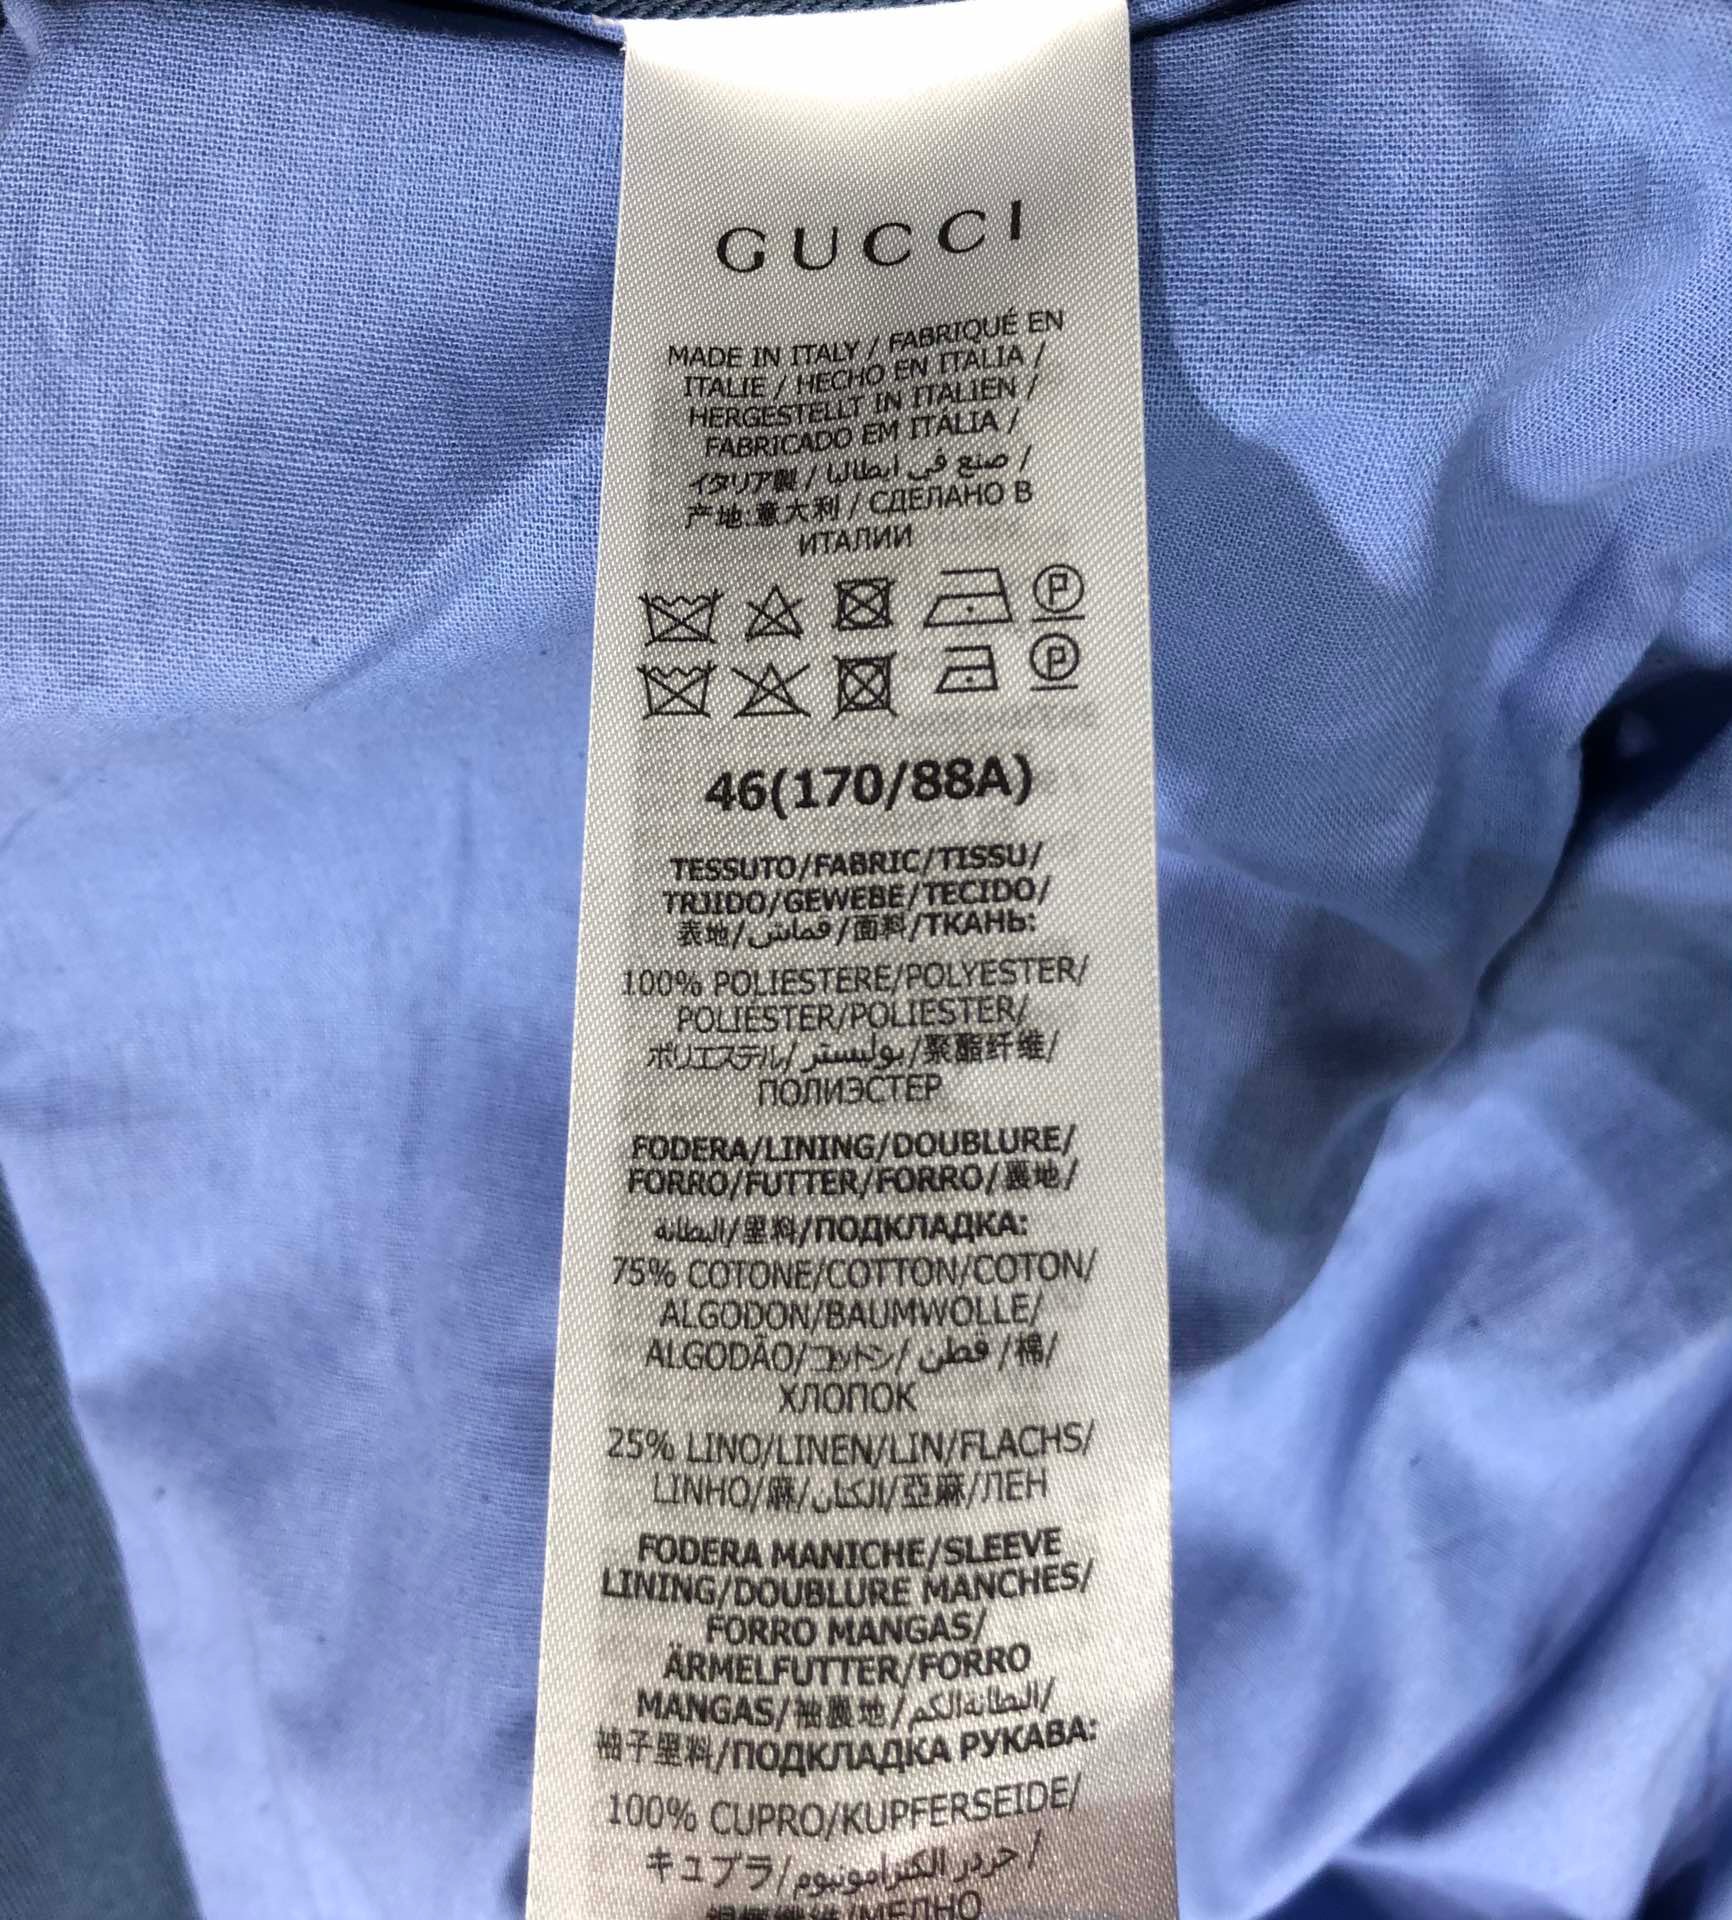 GUCCI
MADE IN ITALY / FABRIQUÉ EN
ITALIE / HECHO EN ITALIA /
HERGESTELLT IN ITALIEN /
FABRICADO EM ITÁLIA /
イタリア製 / صنع في ايطاليا /
产地:意大利 / СДЕЛАНО В
ИТАЛИИ
P
P
46(170/88A)
TESSUTO/FABRIC/TISSU/
TRJIDO/GEWEBE/TECIDO/
表地/قماش/面料/ТКАНЬ:
100% POLIESTERE/POLYESTER/
POLIESTER/POLIESTER/
ポリエステル/بوليستر/聚酯纤维/
ПОЛИЭСТЕР
FODERA/LINING/DOUBLURE/
FORRO/FUTTER/FORRO/裏地/
البطانة/里料/ПОДКЛАДКА:
75% COTONE/COTTON/COTON/
ALGODON/BAUMWOLLE/
ALGODÃO/コットン/قطن/棉/
ХЛОПОК
25% LINO/LINEN/LIN/FLACHS/
LINHO/麻/الكتان/亞麻/ЛЕН
FODERA MANICHE/SLEEVE
LINING/DOUBLURE MANCHES/
FORRO MANGAS/
ÄRMELFUTTER/FORRO
MANGAS/袖裏地/البطانةالكم/
袖子里料/ПОДКЛАДКА РУКАВА:
100% CUPRO/KUPFERSEIDE/
キュプラ/حرير
/МЕЛНО